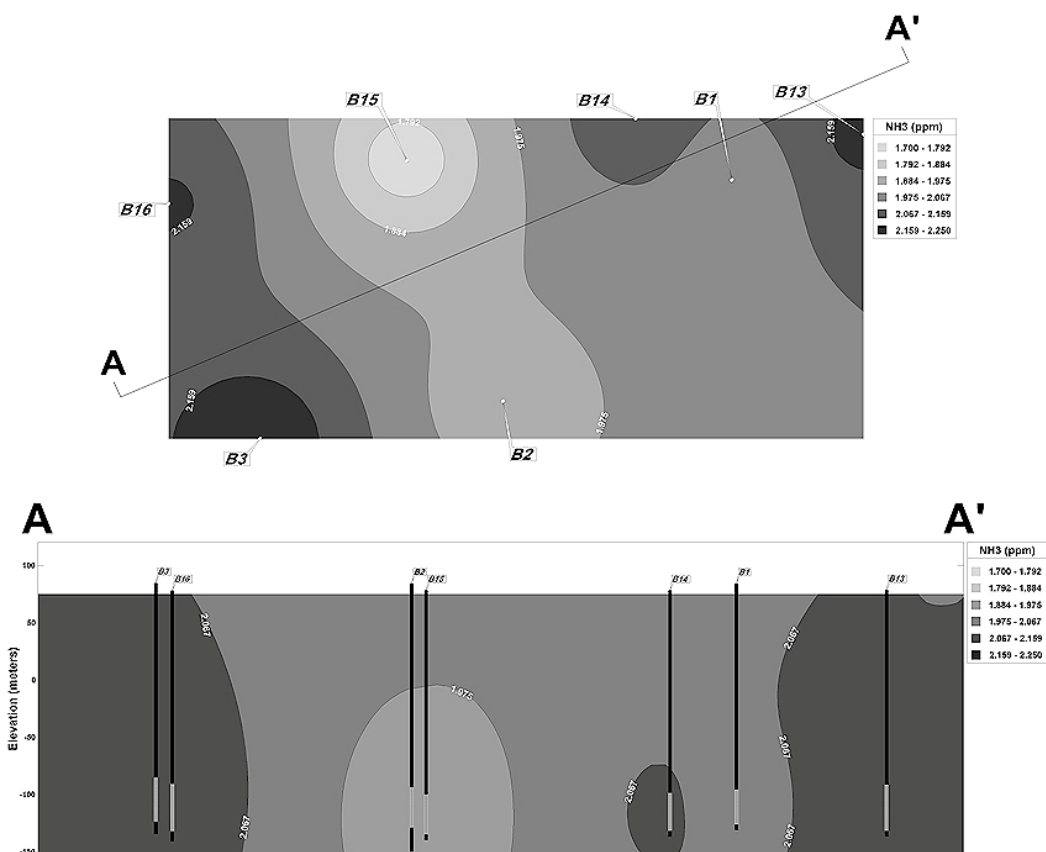 A'
B15
B14
B1
B13
NH3 (ppm)
1.700 - 1.792
1.792 - 1.884
1.884 - 1.975
1.975 - 2.067
2.067 - 2.159
2.159 - 2.250
1.792
1.975
2.159
B16
2.159
1.884
A
2.159
1.975
B3
B2
A
A'
NH3 (ppm)
1.700 - 1.792
1.792 - 1.884
1.884 - 1.975
1.975 - 2.067
2.067 - 2.159
2.159 - 2.250
Elevation (meters)
100
50
0
-50
-100
-150
B3
B16
B2
B15
B14
B1
B13
2.067
2.067
1.975
2.067
2.067
2.067
2.067